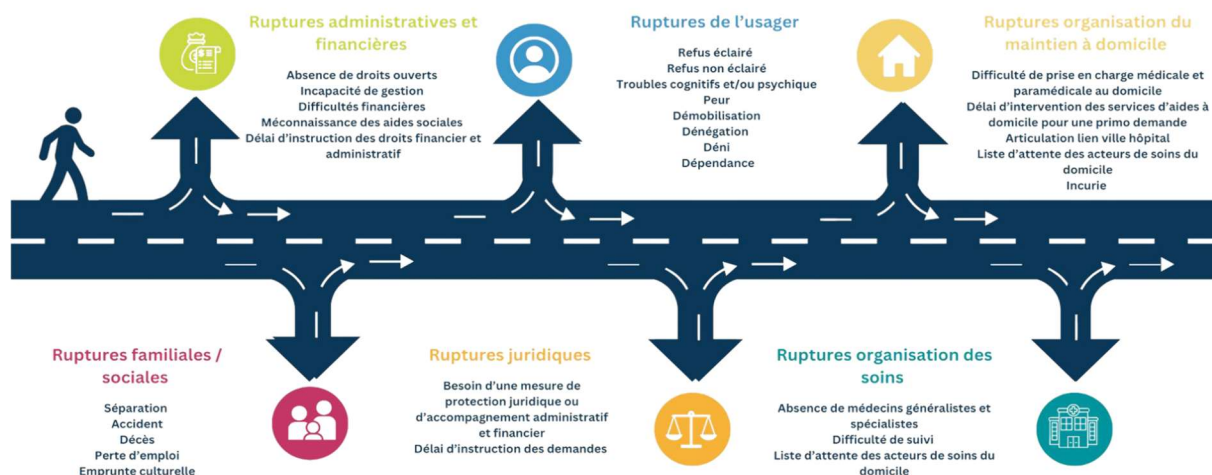 Ruptures administratives et
financières
Absence de droits ouverts
Incapacité de gestion
Difficultés financières
Méconnaissance des aides sociales
Délai d'instruction des droits financier et
administratif
Ruptures de l'usager
Refus éclairé
Refus non éclairé
Troubles cognitifs et/ou psychique
Peur
Démobilisation
Dénégation
Déni
Dépendance
Ruptures organisation du
maintien à domicile
Difficulté de prise en charge médicale et
paramédicale au domicile
Délai d'intervention des services d'aides à
domicile pour une primo demande
Articulation lien ville hôpital
Liste d'attente des acteurs de soins du
domicile
Incurie
Ruptures familiales /
sociales
Séparation
Accident
Décès
Perte d'emploi
Emprunte culturelle
Ruptures juridiques
Besoin d'une mesure de
protection juridique ou
d'accompagnement administratif
et financier
Délai d'instruction des demandes
Ruptures organisation des
soins
Absence de médecins généralistes et
spécialistes
Difficulté de suivi
Liste d'attente des acteurs de soins du
domicile